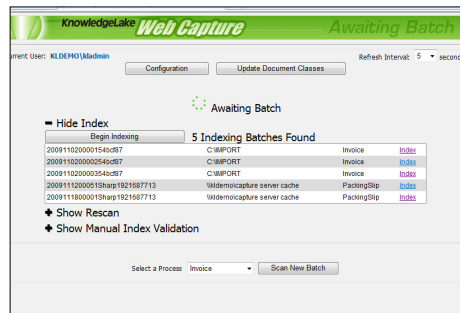 KnowledgeLake Web Capture Awaiting Batch
urrent User: KLDEMO\kladmin Refresh Interval: 5 second
Configuration Update Document Classes
Awaiting Batch
Hide Index
Begin Indexing 5 Indexing Batches Found
200911020000154bcf87 C:\IMPORT Invoice Index
200911020000254bcf87 C:\IMPORT Invoice Index
200911020000354bcf87 C:\IMPORT Invoice Index
2009111200051Sharp1921687713 \\kldemo\capture server cache PackingSlip Index
2009111800001Sharp1921687713 \\kldemo\capture server cache PackingSlip Index
Show Rescan
Show Manual Index Validation
Select a Process Invoice Scan New Batch